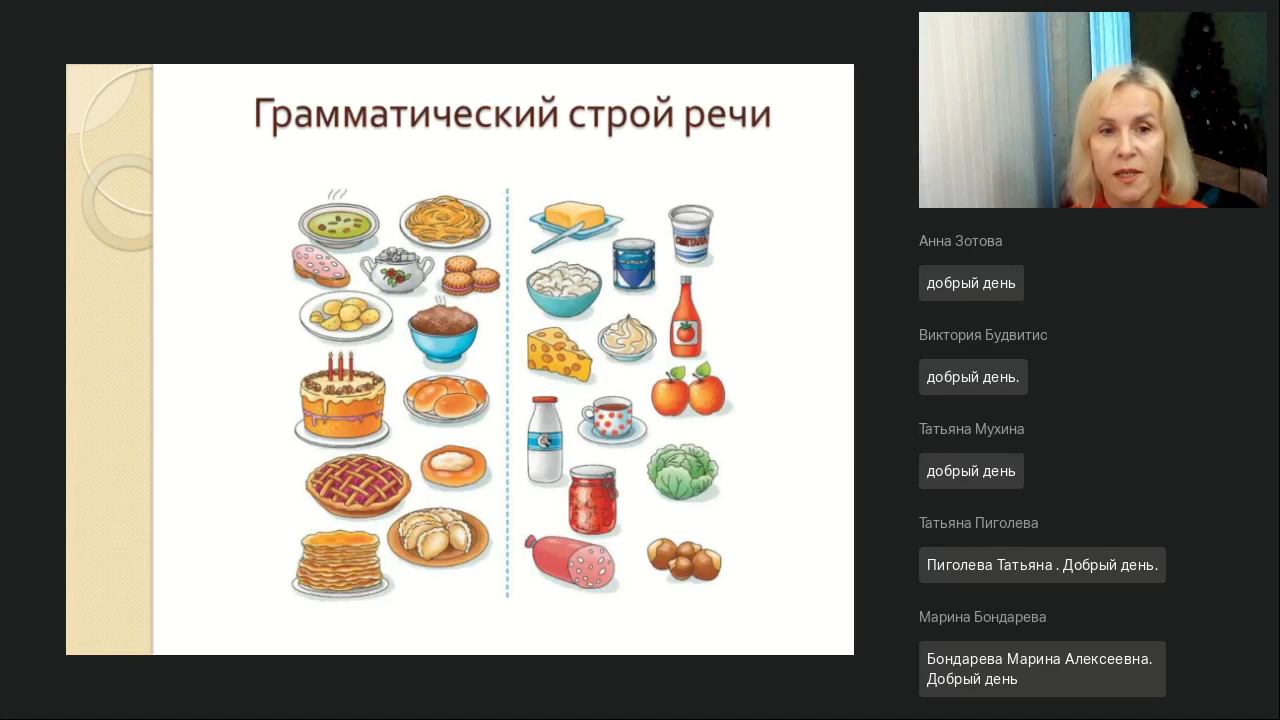 Грамматический строй речи
СМЕТАНА
Анна Зотова
добрый день
Виктория Будвитис
добрый день.
Татьяна Мухина
добрый день
Татьяна Пиголева
Пиголева Татьяна . Добрый день.
Марина Бондарева
Бондарева Марина Алексеевна.
Добрый день